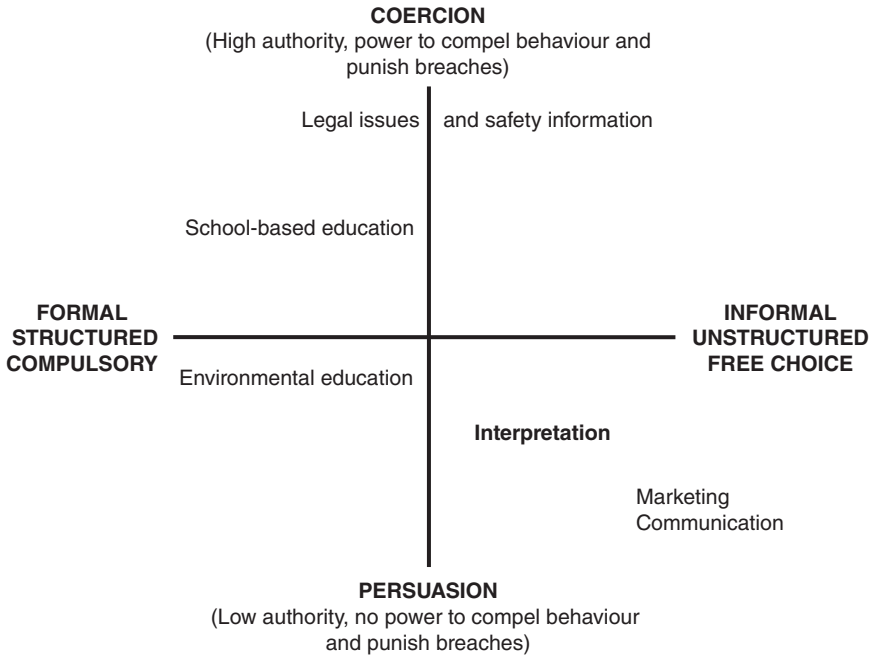 COERCION
(High authority, power to compel behaviour and
punish breaches)
Legal issues and safety information
School-based education
FORMAL
STRUCTURED
COMPULSORY
INFORMAL
UNSTRUCTURED
FREE CHOICE
Environmental education
Interpretation
Marketing
Communication
PERSUASION
(Low authority, no power to compel behaviour
and punish breaches)